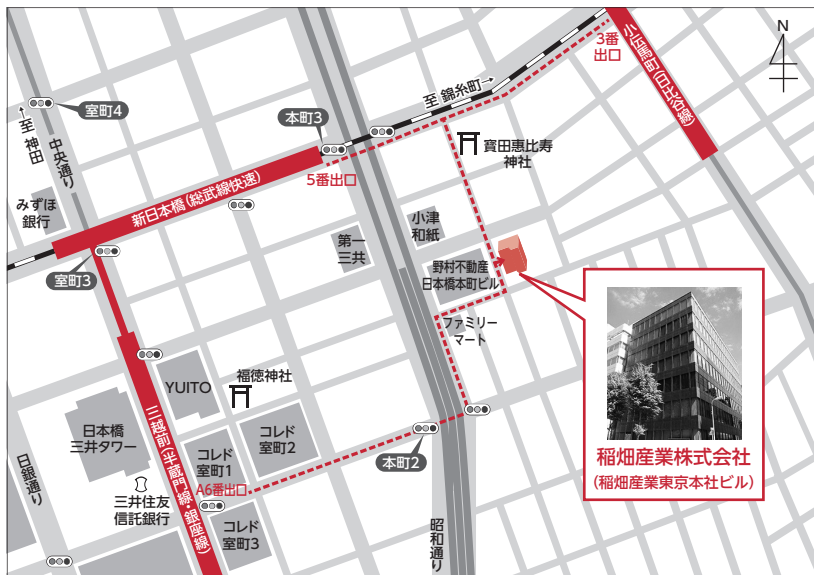 N
3番
出口
小伝馬町(日比谷線)
至 錦糸町→
室町4
←至 神田
中央通り
本町3
寳田恵比寿
神社
みずほ
銀行
新日本橋(総武線快速)
5番出口
小津
和紙
第一
三共
室町3
野村不動産
日本橋本町ビル
ファミリー
マート
YUITO
福徳神社
三越前(半蔵門線・銀座線)
日本橋
三井タワー
コレド
室町1
コレド
室町2
本町2
A6番出口
日銀通り
三井住友
信託銀行
コレド
室町3
昭和通り
稲畑産業株式会社
(稲畑産業東京本社ビル)